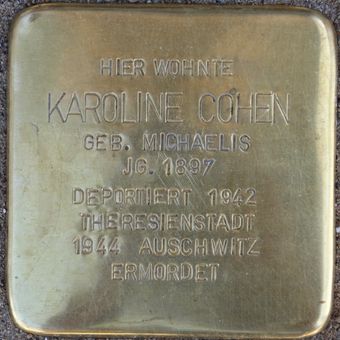 HIER WOHNTE
KAROLINE COHEN
GEB. MICHAELIS
JG. 1897
DEPORTIERT 1942
THERESIENSTADT
1944 AUSCHWITZ
ERMORDET